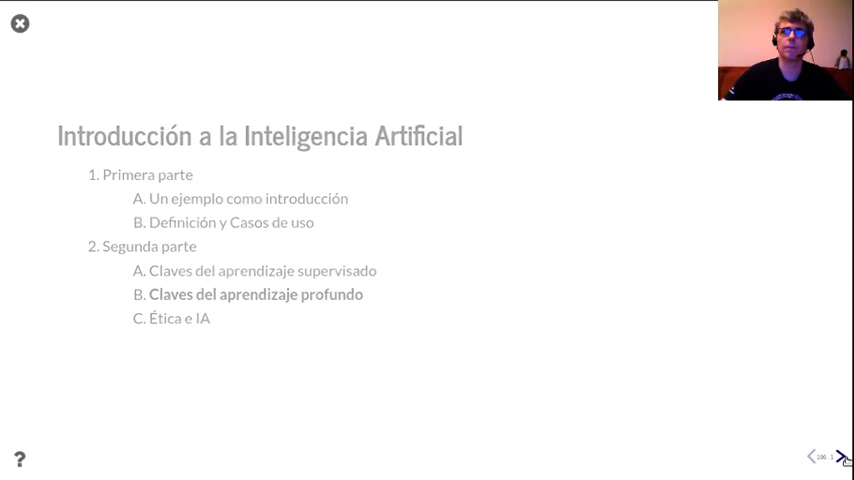 Introducción a la Inteligencia Artificial
1. Primera parte
A. Un ejemplo como introducción
B. Definición y Casos de uso
2. Segunda parte
A. Claves del aprendizaje supervisado
B. Claves del aprendizaje profundo
C. Ética e IA
?